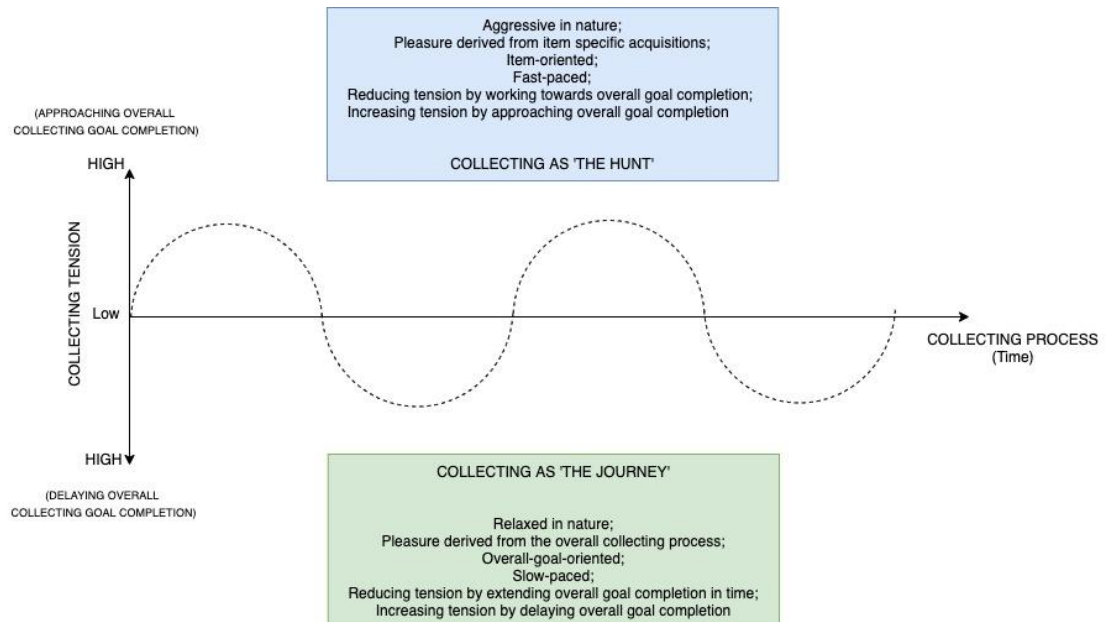 Aggressive in nature;
Pleasure derived from item specific acquisitions;
Item-oriented;
Fast-paced;
Reducing tension by working towards overall goal completion;
Increasing tension by approaching overall goal completion
COLLECTING AS 'THE HUNT'
(APPROACHING OVERALL
COLLECTING GOAL COMPLETION)
HIGH
COLLECTING TENSION
Low
COLLECTING PROCESS
(Time)
HIGH
(DELAYING OVERALL
COLLECTING GOAL COMPLETION)
COLLECTING AS 'THE JOURNEY'
Relaxed in nature;
Pleasure derived from the overall collecting process;
Overall-goal-oriented;
Slow-paced;
Reducing tension by extending overall goal completion in time;
Increasing tension by delaying overall goal completion